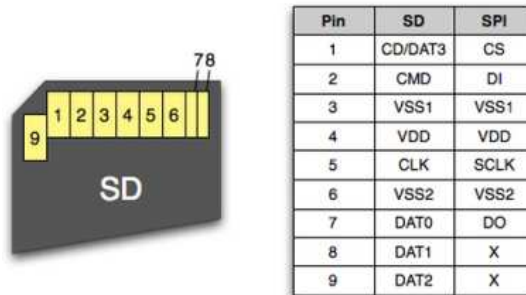 78
1 2 3 4 5 6
9
SD
Pin SD SPI
1 CD/DAT3 CS
2 CMD DI
3 VSS1 VSS1
4 VDD VDD
5 CLK SCLK
6 VSS2 VSS2
7 DAT0 DO
8 DAT1 X
9 DAT2 X